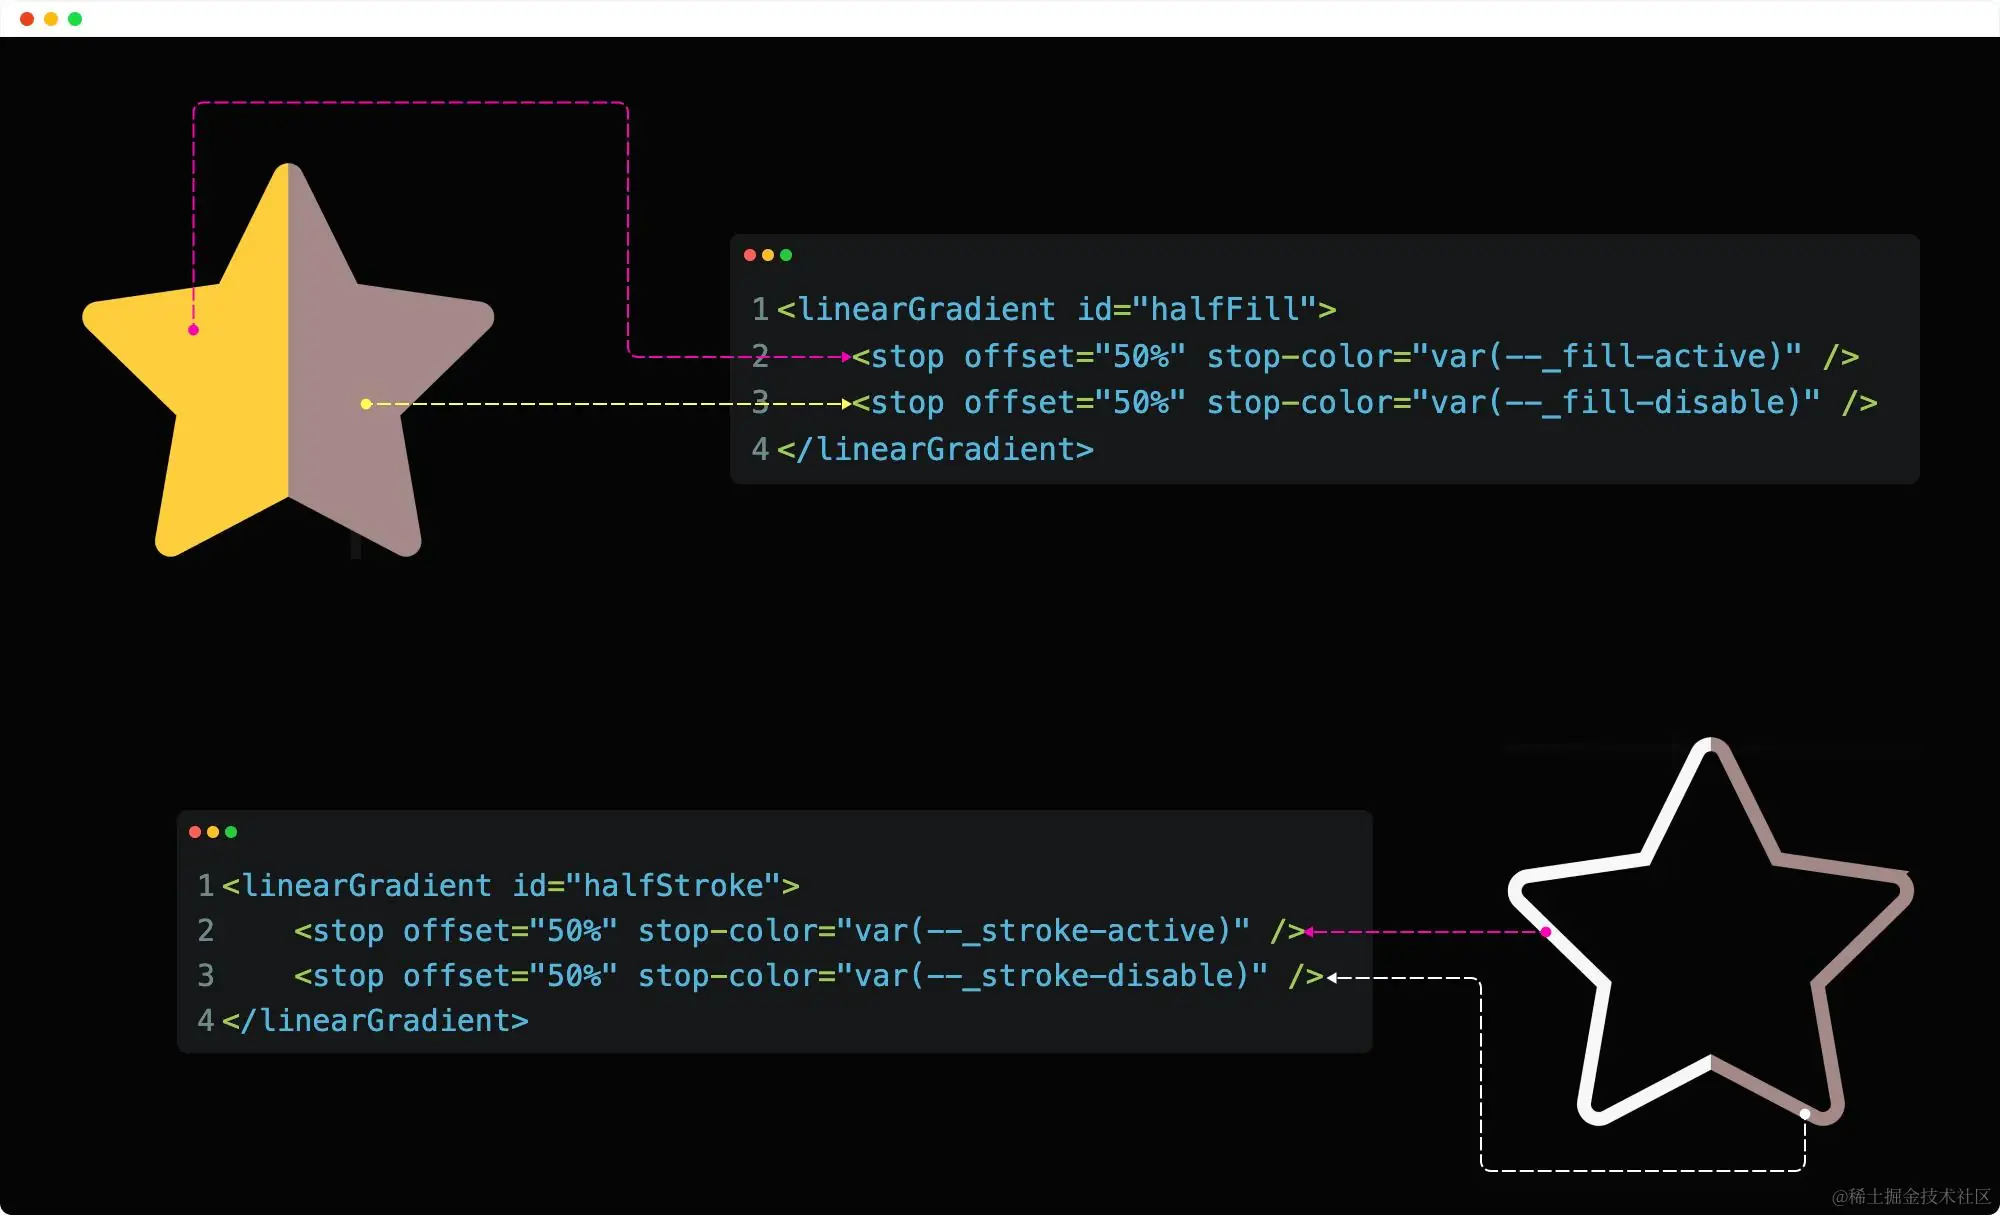 1 <linearGradient id="halfFill">
2 <stop offset="50%" stop-color="var(--_fill-active)" />
3 <stop offset="50%" stop-color="var(--_fill-disable)" />
4 </linearGradient>
1 <linearGradient id="halfStroke">
2 <stop offset="50%" stop-color="var(--_stroke-active)" />
3 <stop offset="50%" stop-color="var(--_stroke-disable)" />
4 </linearGradient>
@稀土掘金技术社区